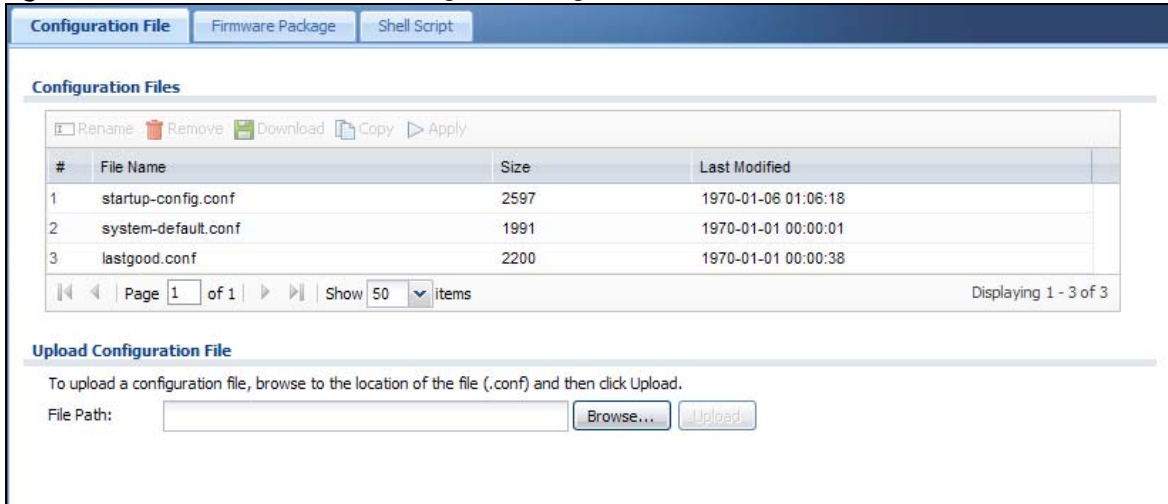 Configuration File Firmware Package Shell Script
Configuration Files
Rename Remove Download Copy Apply
# File Name Size Last Modified
1 startup-config.conf 2597 1970-01-06 01:06:18
2 system-default.conf 1991 1970-01-01 00:00:01
3 lastgood.conf 2200 1970-01-01 00:00:38
Page 1 of 1 Show 50 items Displaying 1 - 3 of 3
Upload Configuration File
To upload a configuration file, browse to the location of the file (.conf) and then click Upload.
File Path: Browse... Upload